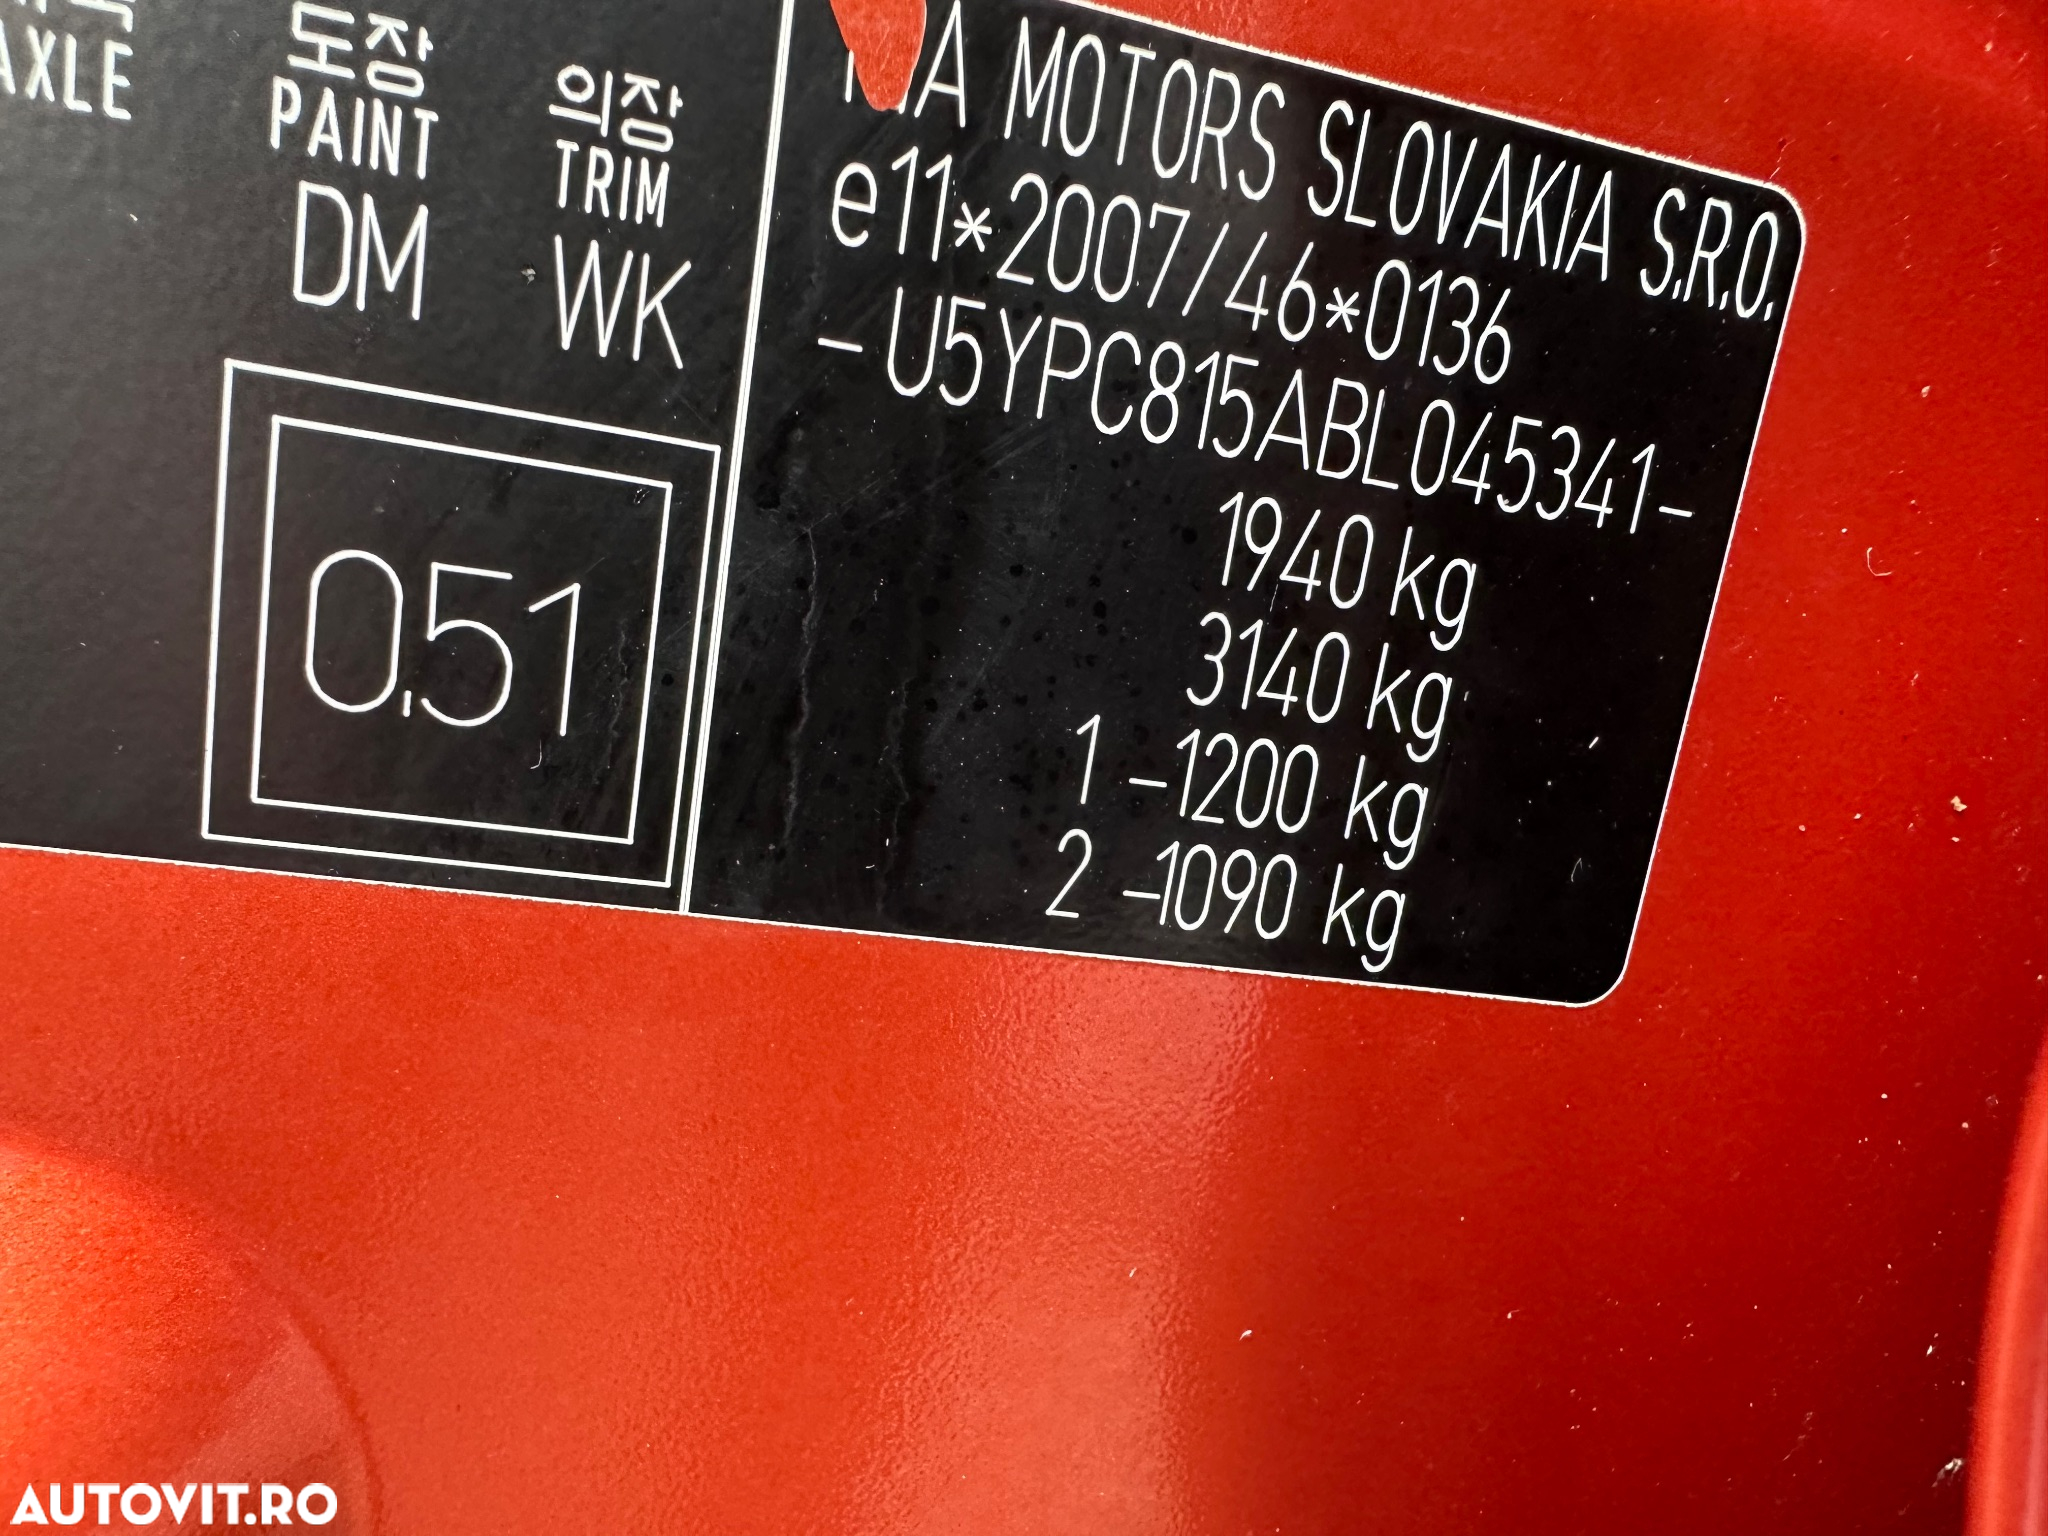 AXLE
도장
PAINT
DM
의장
TRIM
WK
0.51
MOTORS SLOVAKIA S.R.O.
e11*2007/46*0136
-U5YPC815ABL045341-
1940 kg
3140 kg
1 -1200 kg
2 -1090 kg
AUTOVIT.RO